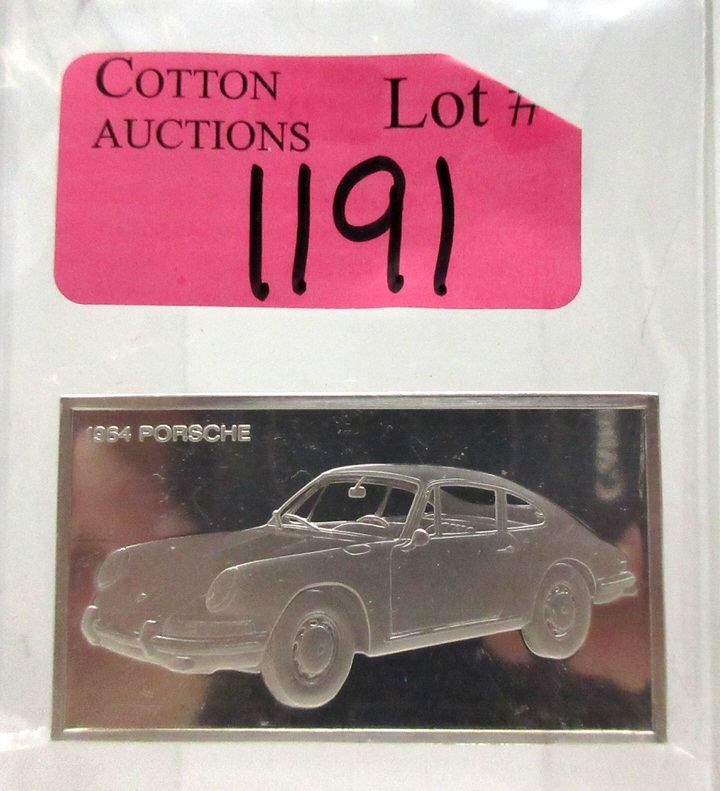 COTTON
AUCTIONS
Lot #
1191
1964 PORSCHE